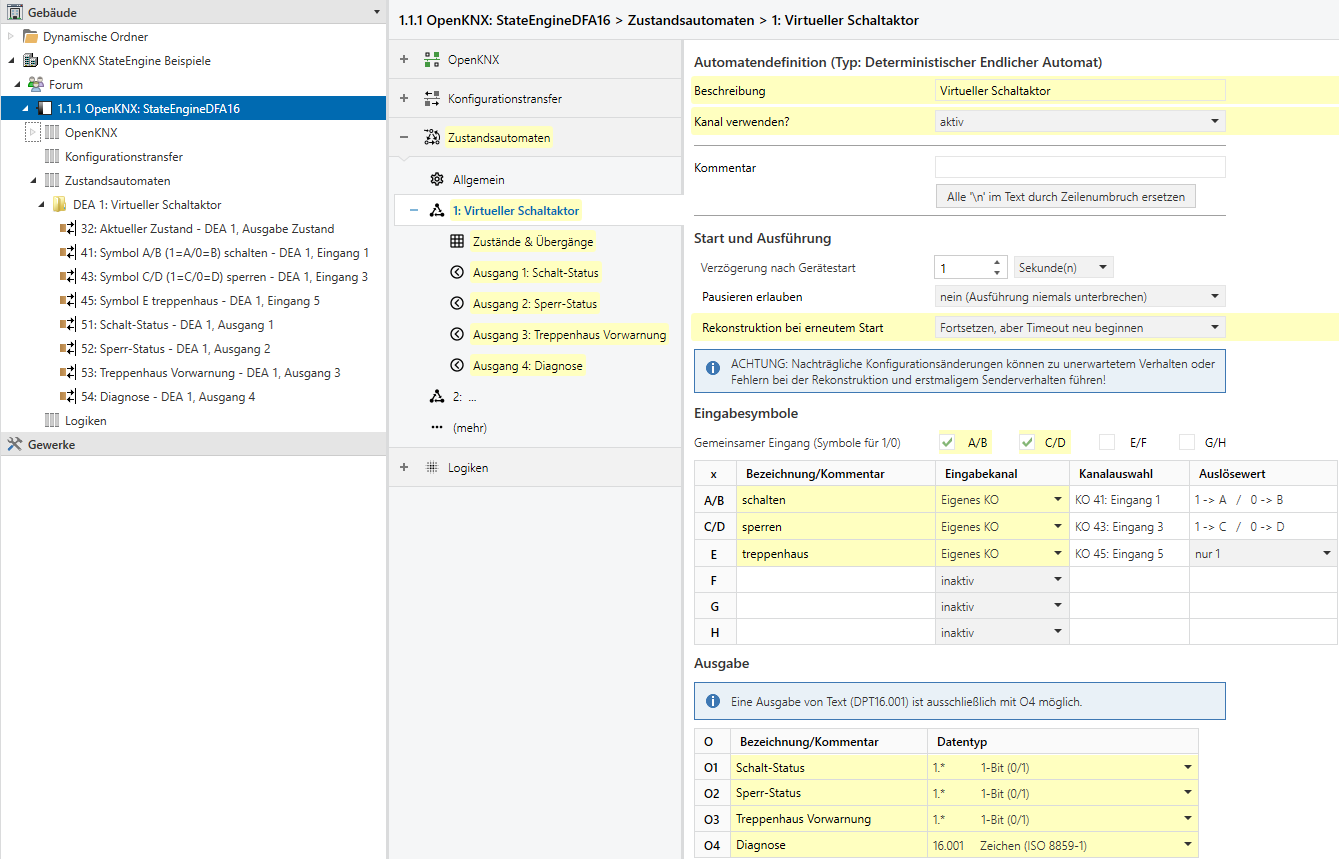 Gebäude
Dynamische Ordner
OpenKNX StateEngine Beispiele
Forum
1.1.1 OpenKNX: StateEngineDFA16
OpenKNX
Konfigurationstransfer
Zustandsautomaten
DEA 1: Virtueller Schaltaktor
32: Aktueller Zustand - DEA 1, Ausgabe Zustand
41: Symbol A/B (1=A/0=B) schalten - DEA 1, Eingang 1
43: Symbol C/D (1=C/0=D) sperren - DEA 1, Eingang 3
45: Symbol E treppenhaus - DEA 1, Eingang 5
51: Schalt-Status - DEA 1, Ausgang 1
52: Sperr-Status - DEA 1, Ausgang 2
53: Treppenhaus Vorwarnung - DEA 1, Ausgang 3
54: Diagnose - DEA 1, Ausgang 4
Logiken
Gewerke
1.1.1 OpenKNX: StateEngineDFA16 > Zustandsautomaten > 1: Virtueller Schaltaktor
+ OpenKNX
+ Konfigurationstransfer
− Zustandsautomaten
Allgemein
− 1: Virtueller Schaltaktor
Zustände & Übergänge
Ausgang 1: Schalt-Status
Ausgang 2: Sperr-Status
Ausgang 3: Treppenhaus Vorwarnung
Ausgang 4: Diagnose
2: ...
(mehr)
+ Logiken
Automatendefinition (Typ: Deterministischer Endlicher Automat)
Beschreibung Virtueller Schaltaktor
Kanal verwenden? aktiv
Kommentar
Alle '\n' im Text durch Zeilenumbruch ersetzen
Start und Ausführung
Verzögerung nach Gerätestart 1 Sekunde(n)
Pausieren erlauben nein (Ausführung niemals unterbrechen)
Rekonstruktion bei erneutem Start Fortsetzen, aber Timeout neu beginnen
ACHTUNG: Nachträgliche Konfigurationsänderungen können zu unerwartetem Verhalten oder
Fehlern bei der Rekonstruktion und erstmaligem Senderverhalten führen!
Eingabesymbole
Gemeinsamer Eingang (Symbole für 1/0) A/B C/D E/F G/H
x Bezeichnung/Kommentar Eingabekanal Kanalauswahl Auslösewert
A/B schalten Eigenes KO KO 41: Eingang 1 1 -> A / 0 -> B
C/D sperren Eigenes KO KO 43: Eingang 3 1 -> C / 0 -> D
E treppenhaus Eigenes KO KO 45: Eingang 5 nur 1
F inaktiv
G inaktiv
H inaktiv
Ausgabe
Eine Ausgabe von Text (DPT16.001) ist ausschließlich mit O4 möglich.
O Bezeichnung/Kommentar Datentyp
O1 Schalt-Status 1.* 1-Bit (0/1)
O2 Sperr-Status 1.* 1-Bit (0/1)
O3 Treppenhaus Vorwarnung 1.* 1-Bit (0/1)
O4 Diagnose 16.001 Zeichen (ISO 8859-1)